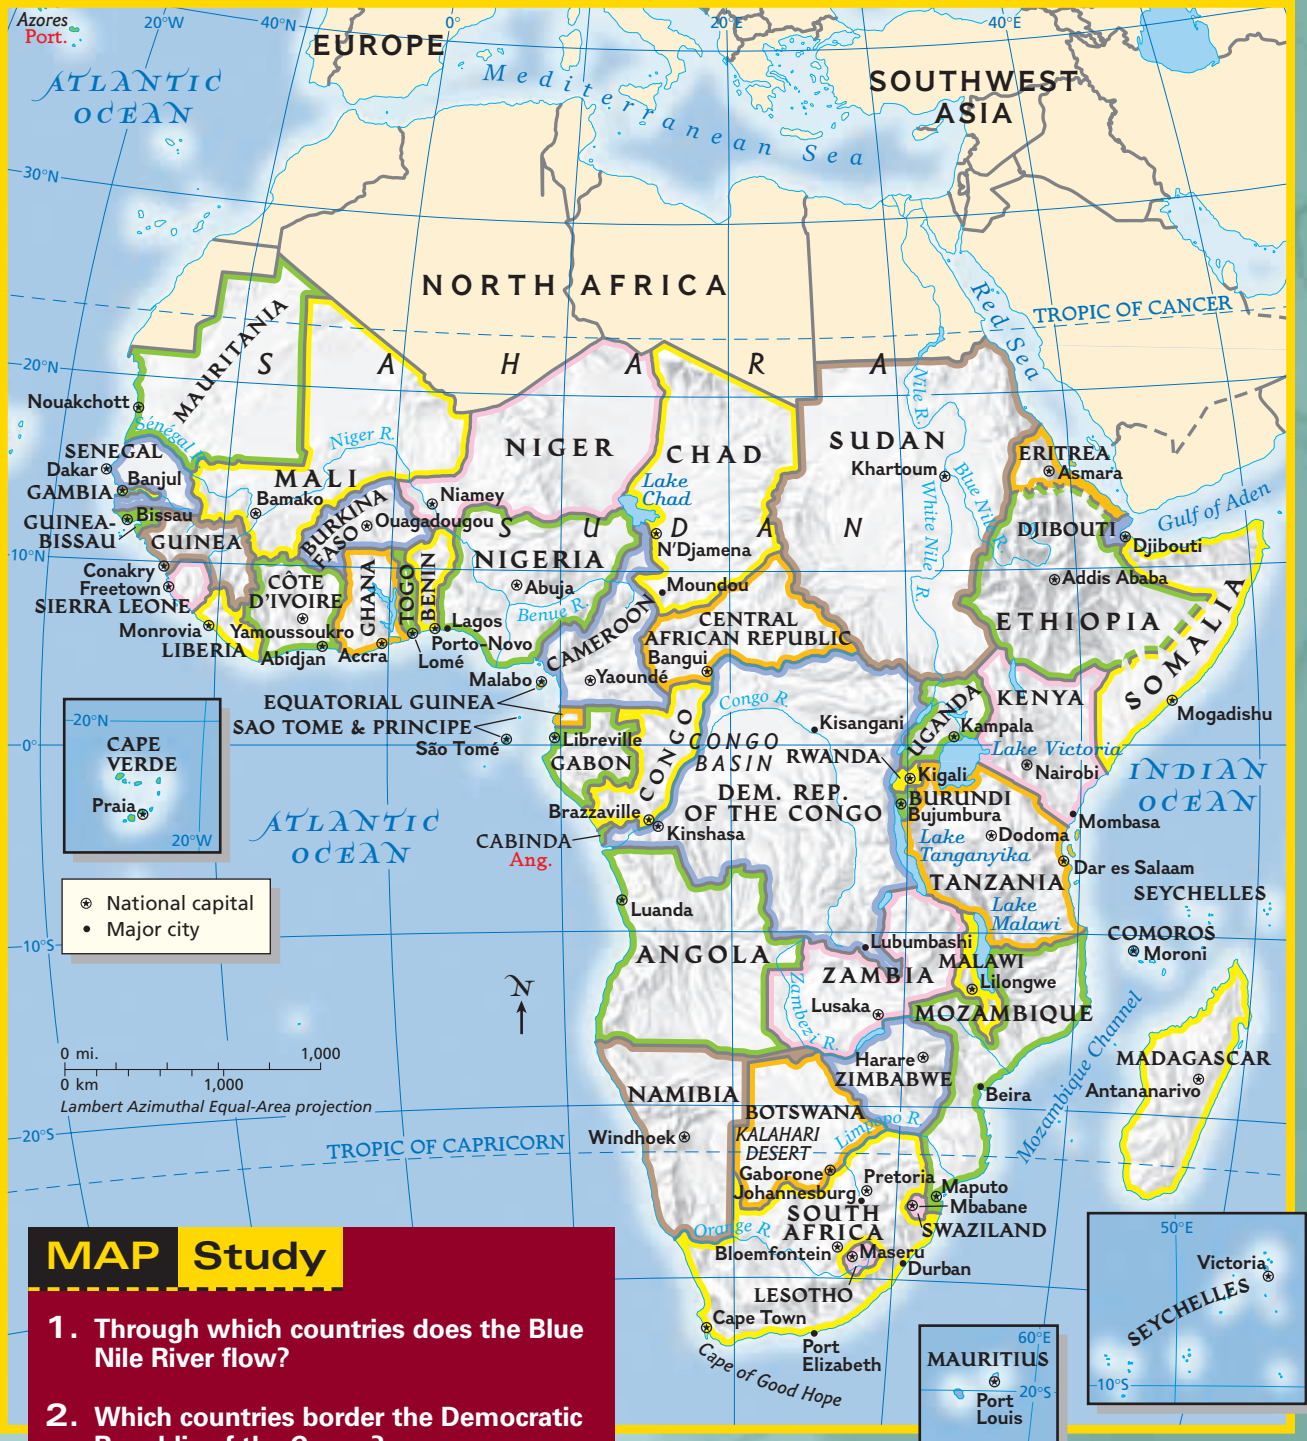 Azores
Port.
20°W
40°N
0°
20°E
40°E
EUROPE
ATLANTIC
OCEAN
Mediterranean Sea
SOUTHWEST
ASIA
30°N
NORTH AFRICA
Red Sea
TROPIC OF CANCER
20°N
SAHARA
MAURITANIA
Nouakchott
Sénégal R.
Niger R.
Nile R.
SENEGAL
Dakar
Banjul
GAMBIA
MALI
Bamako
NIGER
CHAD
SUDAN
Khartoum
ERITREA
Asmara
Lake
Chad
Niamey
BURKINA
FASO
Ouagadougou
Blue Nile R.
White Nile R.
Gulf of Aden
Bissau
GUINEA-
BISSAU
GUINEA
SUDAN
DJIBOUTI
Djibouti
10°N
N'Djamena
NIGERIA
Conakry
Freetown
SIERRA LEONE
CÔTE
D'IVOIRE
GHANA
TOGO
BENIN
Abuja
Benue R.
Moundou
Addis Ababa
ETHIOPIA
SOMALIA
Monrovia
LIBERIA
Yamoussoukro
Abidjan
Accra
Lagos
Porto-Novo
Lomé
CAMEROON
CENTRAL
AFRICAN REPUBLIC
Bangui
Malabo
Yaoundé
EQUATORIAL GUINEA
SAO TOME & PRINCIPE
São Tomé
Congo R.
Kisangani
UGANDA
Kampala
KENYA
Mogadishu
20°N
CAPE
VERDE
Praia
20°W
0°
Libreville
GABON
CONGO
CONGO
BASIN
RWANDA
Lake Victoria
Nairobi
INDIAN
OCEAN
Kigali
DEM. REP.
OF THE CONGO
BURUNDI
Bujumbura
Mombasa
Brazzaville
Kinshasa
CABINDA
Ang.
ATLANTIC
OCEAN
Lake
Tanganyika
Dodoma
Dar es Salaam
TANZANIA
SEYCHELLES
National capital
Major city
Luanda
Lake
Malawi
10°S
COMOROS
Moroni
Lubumbashi
ANGOLA
ZAMBIA
MALAWI
Lilongwe
N
Zambezi R.
Lusaka
MOZAMBIQUE
Mozambique Channel
MADAGASCAR
Antananarivo
0 mi.
1,000
0 km
1,000
Lambert Azimuthal Equal-Area projection
Harare
ZIMBABWE
NAMIBIA
Beira
BOTSWANA
Limpopo R.
20°S
TROPIC OF CAPRICORN
Windhoek
KALAHARI
DESERT
Gaborone
Pretoria
Johannesburg
Maputo
Mbabane
SWAZILAND
SOUTH
AFRICA
Orange R.
Bloemfontein
Maseru
Durban
LESOTHO
Cape Town
Port
Elizabeth
Cape of Good Hope
50°E
Victoria
SEYCHELLES
10°S
60°E
MAURITIUS
20°S
Port
Louis
MAP Study
1. Through which countries does the Blue
Nile River flow?
2. Which countries border the Democratic
Republic of the Congo?